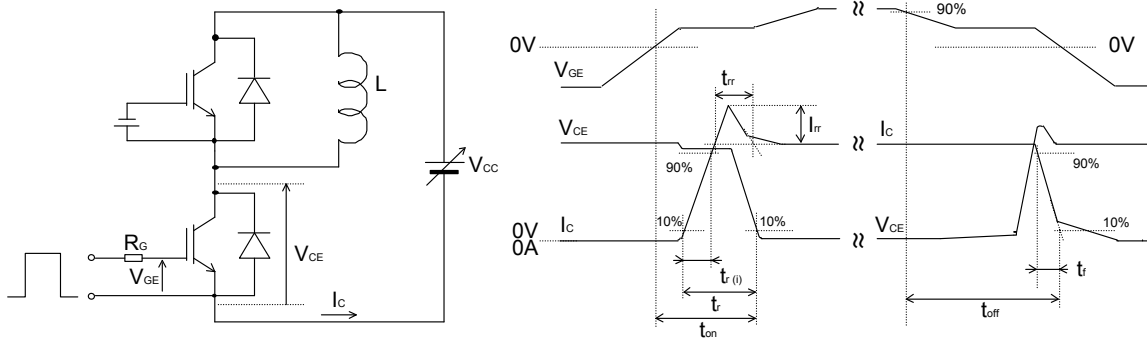 L
VCC
RG
VGE
VCE
IC
0V
VGE
90%
0V
trr
Irr
VCE
IC
90%
90%
0V
0A
IC
10%
10%
VCE
10%
tr (i)
tr
ton
tf
toff